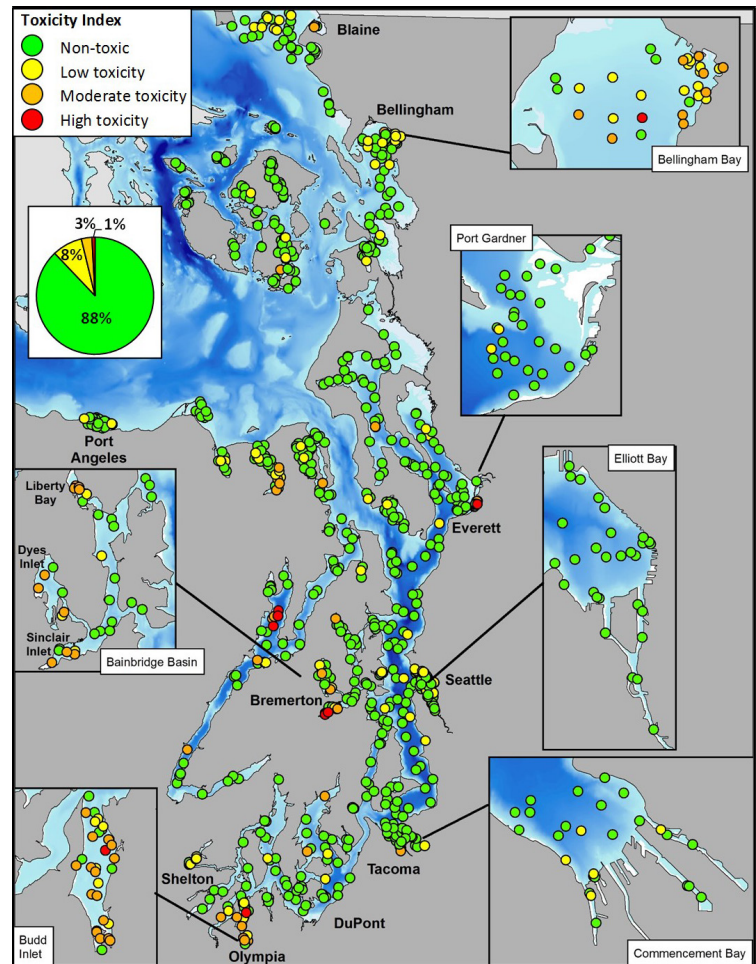 Toxicity Index
Non-toxic
Low toxicity
Moderate toxicity
High toxicity
Blaine
Bellingham
Bellingham Bay
3%
1%
8%
88%
Port Gardner
Port
Angeles
Everett
Elliott Bay
Liberty
Bay
Dyes
Inlet
Sinclair
Inlet
Bainbridge Basin
Bremerton
Seattle
Shelton
Tacoma
DuPont
Olympia
Budd
Inlet
Commencement Bay